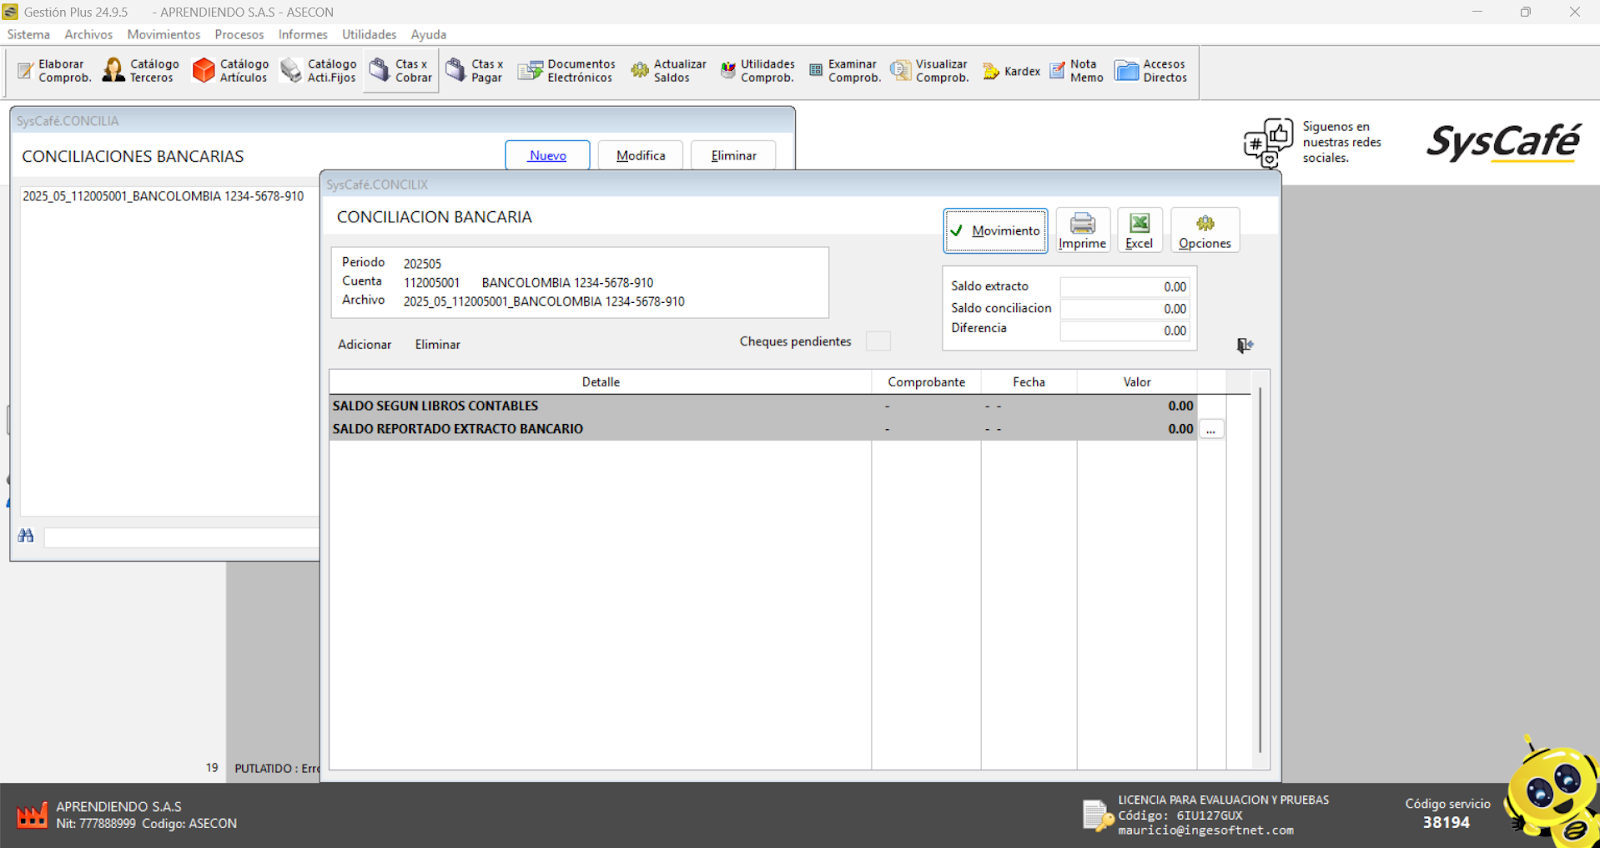 Gestión Plus 24.9.5 - APRENDIENDO S.A.S - ASECON
Sistema Archivos Movimientos Procesos Informes Utilidades Ayuda
Elaborar Comprob.
Catálogo Terceros
Catálogo Artículos
Catálogo Acti.Fijos
Ctas x Cobrar
Ctas x Pagar
Documentos Electrónicos
Actualizar Saldos
Utilidades Comprob.
Examinar Comprob.
Visualizar Comprob.
Kardex
Nota Memo
Accesos Directos
SysCafé.CONCILIA
CONCILIACIONES BANCARIAS
Nuevo Modifica Eliminar
2025_05_112005001_BANCOLOMBIA 1234-5678-910
Siguenos en
nuestras redes
sociales.
SysCafé
SysCafé.CONCILIX
CONCILIACION BANCARIA
Movimiento Imprime Excel Opciones
Periodo 202505
Cuenta 112005001 BANCOLOMBIA 1234-5678-910
Archivo 2025_05_112005001_BANCOLOMBIA 1234-5678-910
Saldo extracto 0.00
Saldo conciliacion 0.00
Diferencia 0.00
Adicionar Eliminar Cheques pendientes
Detalle Comprobante Fecha Valor
SALDO SEGUN LIBROS CONTABLES - - - 0.00
SALDO REPORTADO EXTRACTO BANCARIO - - - 0.00 ...
19 PUTLATIDO : Erro
APRENDIENDO S.A.S
Nit: 777888999 Codigo: ASECON
LICENCIA PARA EVALUACION Y PRUEBAS
Código: 6IU127GUX
mauricio@ingesoftnet.com
Código servicio
38194